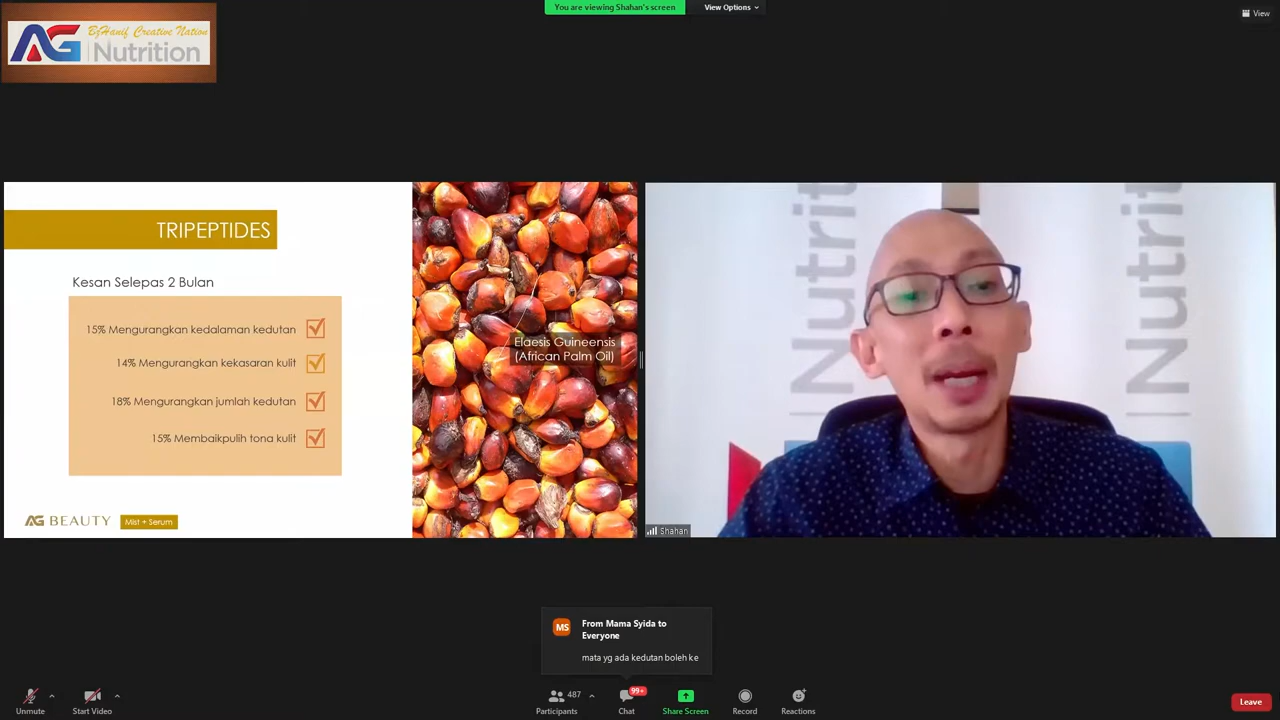 You are viewing Shahan's screen
View Options
View
BzHanif Creative Nation
AG Nutrition
TRIPEPTIDES
Kesan Selepas 2 Bulan
15% Mengurangkan kedalaman kedutan
14% Mengurangkan kekasaran kulit
18% Mengurangkan jumlah kedutan
15% Membaikpulih tona kulit
AG BEAUTY
Mist + Serum
Elaesis Guineensis
(African Palm Oil)
Nutrit
Nutrit
Shahan
MS
From Mama Syida to
Everyone
mata yg ada kedutan boleh ke
Unmute
Start Video
487
Participants
99+
Chat
Share Screen
Record
Reactions
Leave